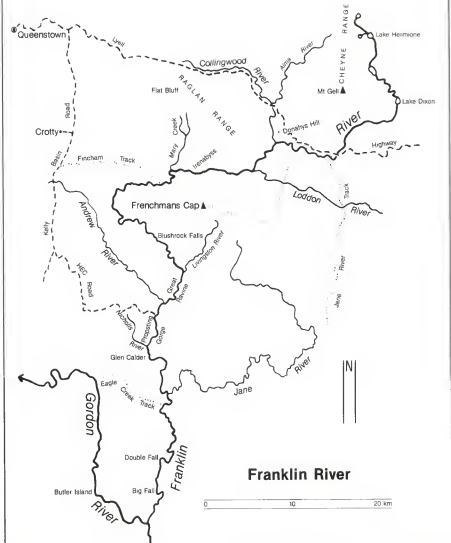 Queenstown
Lyell
Collingwood
River
Alma
River
CHEYNE RANGE
Lake Hermione
Mt Gell
Lake Dixon
Flat Bluff
RAGLAN
RANGE
Donahys Hill
River
Highway
Road
Crotty
Basin
Fincham Track
Mary
Creek
Irenabyss
Loddon
River
Track
River
Jane
Frenchmans Cap
Andrew
River
Blushrock Falls
Livingston River
Kelly
HEC
Road
Great
Ravine
Nicholls
River
Propsting
Gorge
Glen Calder
Jane
River
N
Eagle
Creek
Track
Gordon
River
Franklin
Double Fall
Butler Island
Big Fall
Franklin River
0 10 20 km